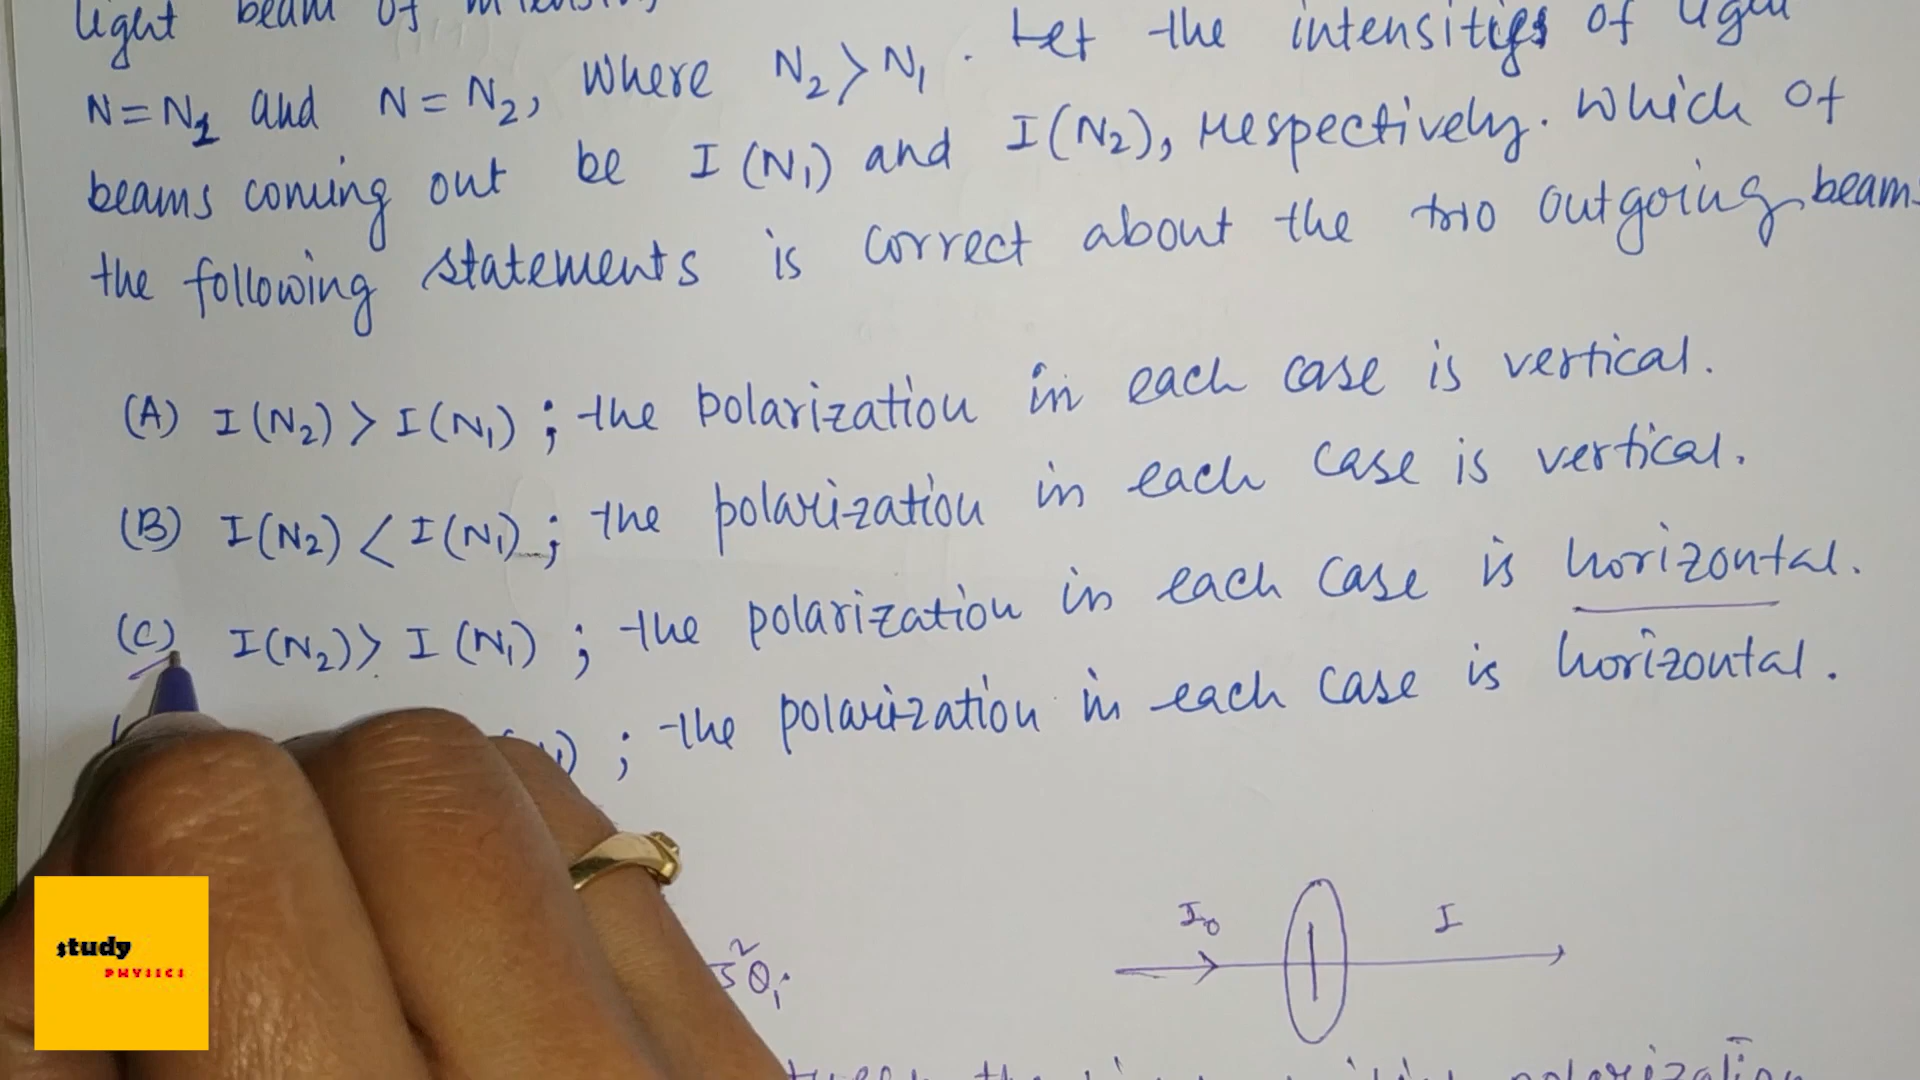 light beam of
N=N1 and N=N2, where N2>N1. Let the intensities of light
beams coming out be I(N1) and I(N2), respectively. Which of
the following statements is correct about the two outgoing beams
(A) I(N2) > I(N1) ; the polarization in each case is vertical.
(B) I(N2) < I(N1) ; the polarization in each case is vertical.
(C) I(N2) > I(N1) ; the polarization in each case is horizontal.
; the polarization in each case is horizontal.
I0 I
study
PHYSICS